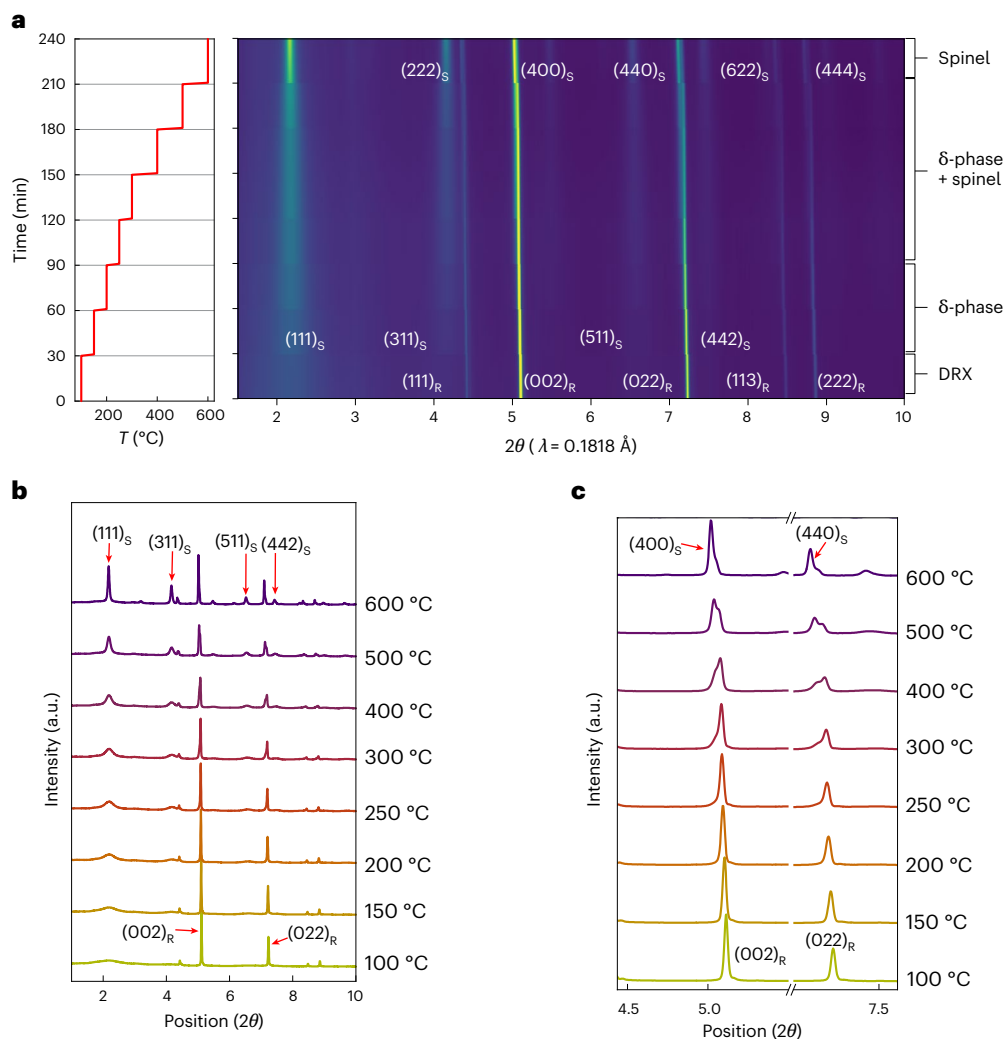 a
240
210
180
150
120
90
60
30
0
Time (min)
200 400 600
T (°C)
(222)S (400)S (440)S (622)S (444)S
(111)S (311)S (511)S (442)S
(111)R (002)R (022)R (113)R (222)R
2 3 4 5 6 7 8 9 10
2θ ( λ = 0.1818 Å)
Spinel
δ-phase
+ spinel
δ-phase
DRX
b
(111)S (311)S (511)S (442)S
600 °C
500 °C
400 °C
300 °C
250 °C
200 °C
150 °C
(002)R (022)R
100 °C
Intensity (a.u.)
2 4 6 8 10
Position (2θ)
c
(400)S (440)S
600 °C
500 °C
400 °C
300 °C
250 °C
200 °C
150 °C
(002)R (022)R
100 °C
Intensity (a.u.)
4.5 5.0 7.5
Position (2θ)